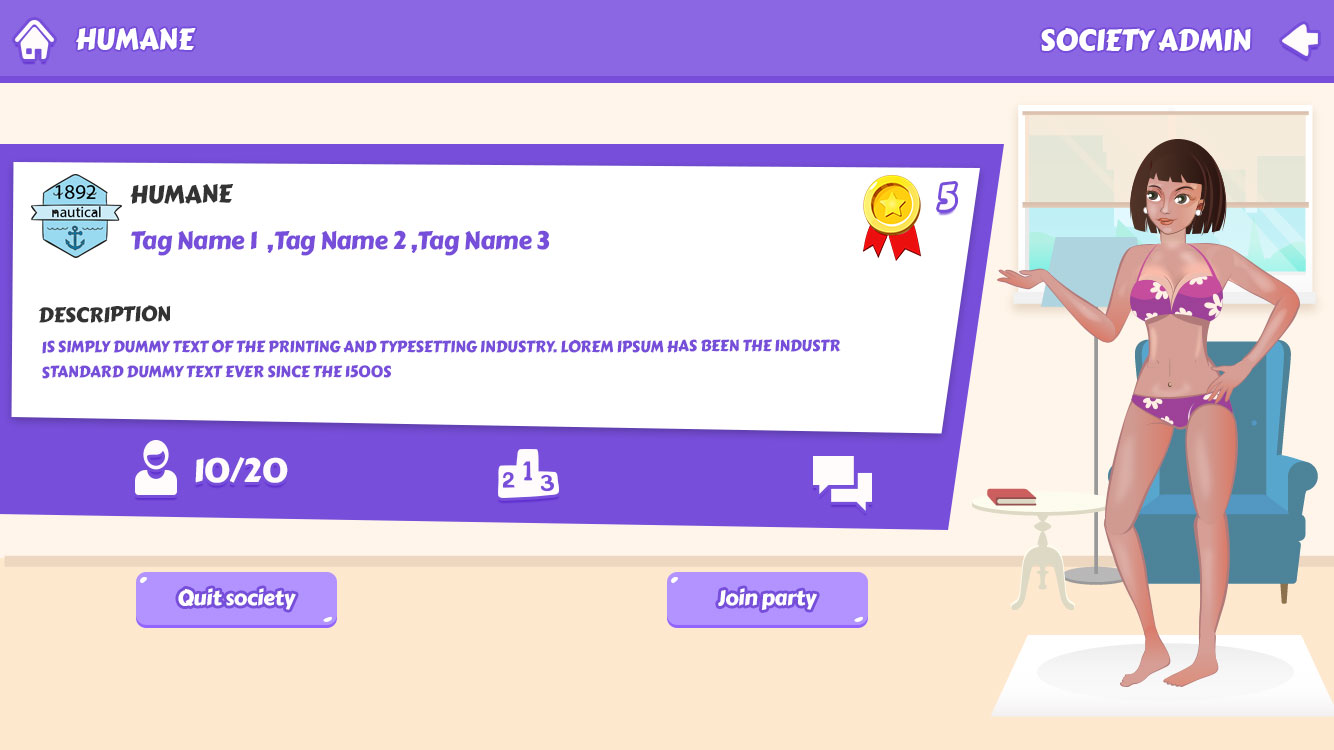 HUMANE
SOCIETY ADMIN
1892
nautical
HUMANE
5
Tag Name 1 ,Tag Name 2 ,Tag Name 3
DESCRIPTION
IS SIMPLY DUMMY TEXT OF THE PRINTING AND TYPESETTING INDUSTRY. LOREM IPSUM HAS BEEN THE INDUSTR
STANDARD DUMMY TEXT EVER SINCE THE 1500S
10/20
2 1 3
Quit society
Join party